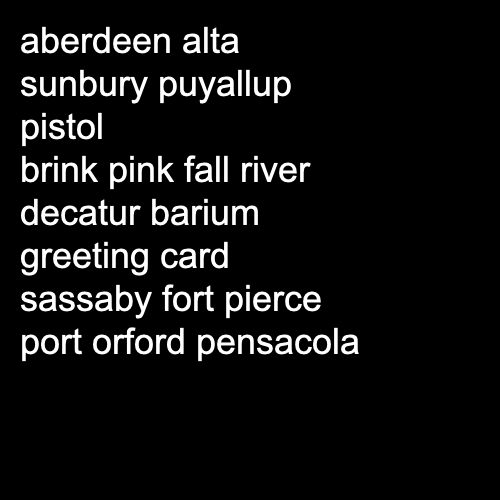 aberdeen alta
sunbury puyallup
pistol
brink pink fall river
decatur barium
greeting card
sassaby fort pierce
port orford pensacola